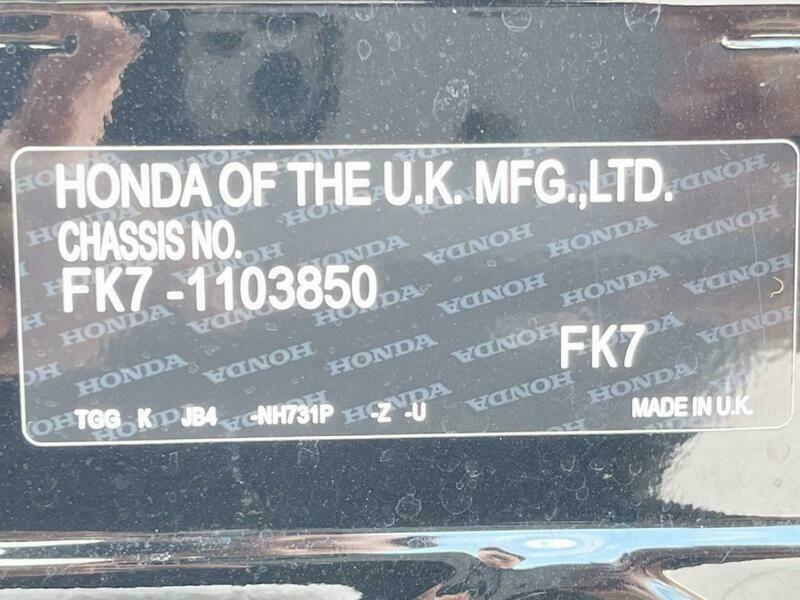 HONDA OF THE U.K. MFG.,LTD.
CHASSIS NO.
FK7-1103850
FK7
TGG K JB4 -NH731P -Z -U
MADE IN U.K.